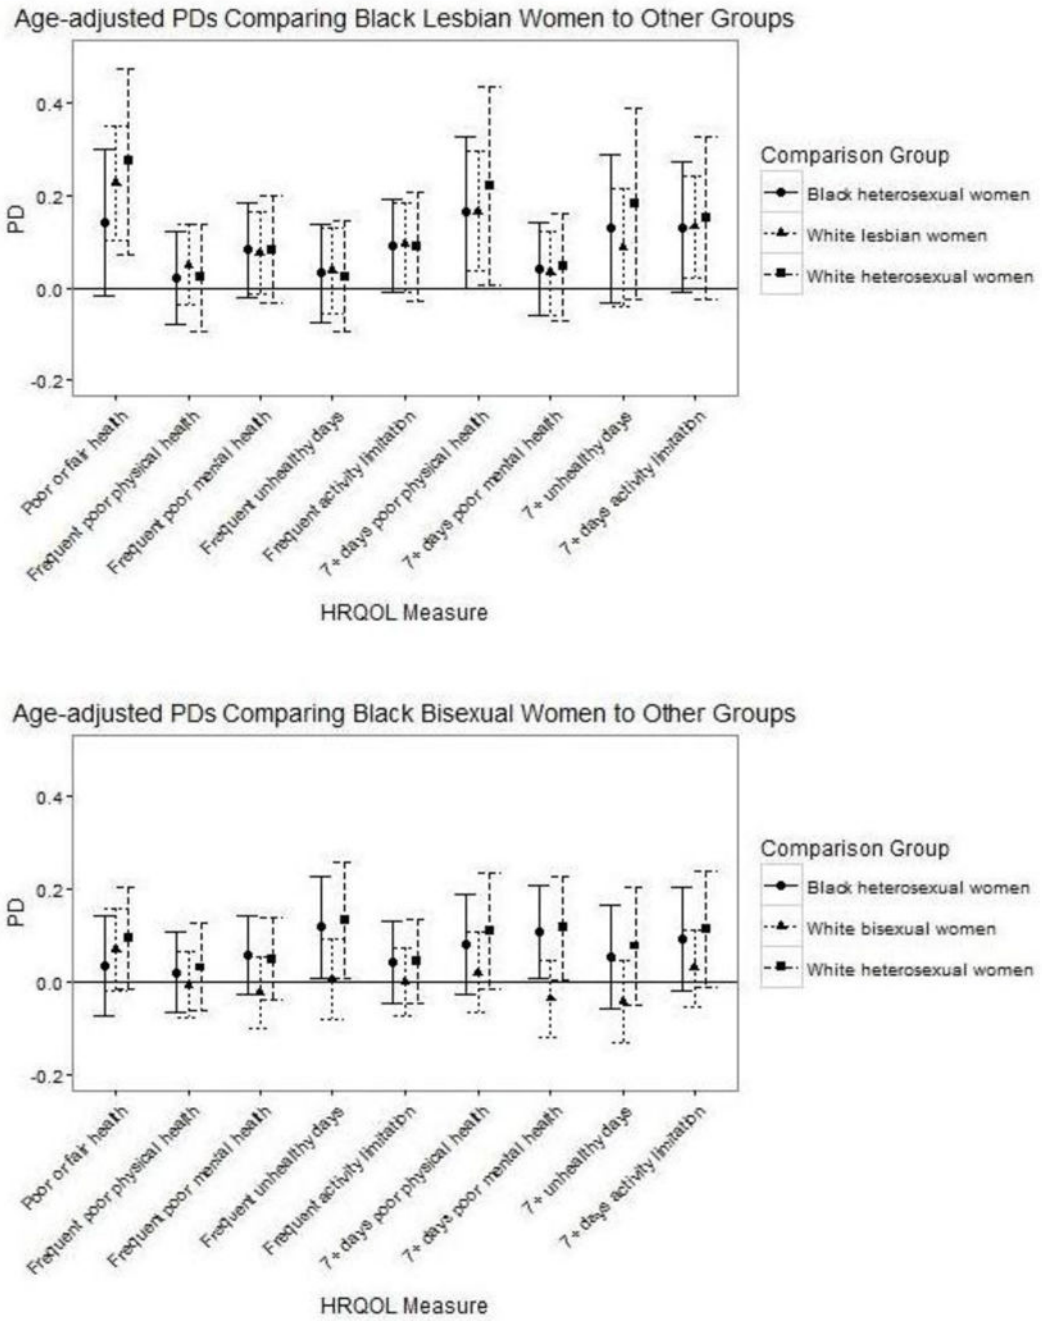 Age-adjusted PDs Comparing Black Lesbian Women to Other Groups
0.4
0.2
0.0
-0.2
PD
Poor or fair health
Frequent poor physical health
Frequent poor mental health
Frequent unhealthy days
Frequent activity limitation
7+ days poor physical health
7+ days poor mental health
7+ unhealthy days
7+ days activity limitation
HRQOL Measure
Comparison Group
Black heterosexual women
White lesbian women
White heterosexual women
Age-adjusted PDs Comparing Black Bisexual Women to Other Groups
0.4
0.2
0.0
-0.2
PD
Poor or fair health
Frequent poor physical health
Frequent poor mental health
Frequent unhealthy days
Frequent activity limitation
7+ days poor physical health
7+ days poor mental health
7+ unhealthy days
7+ days activity limitation
HRQOL Measure
Comparison Group
Black heterosexual women
White bisexual women
White heterosexual women